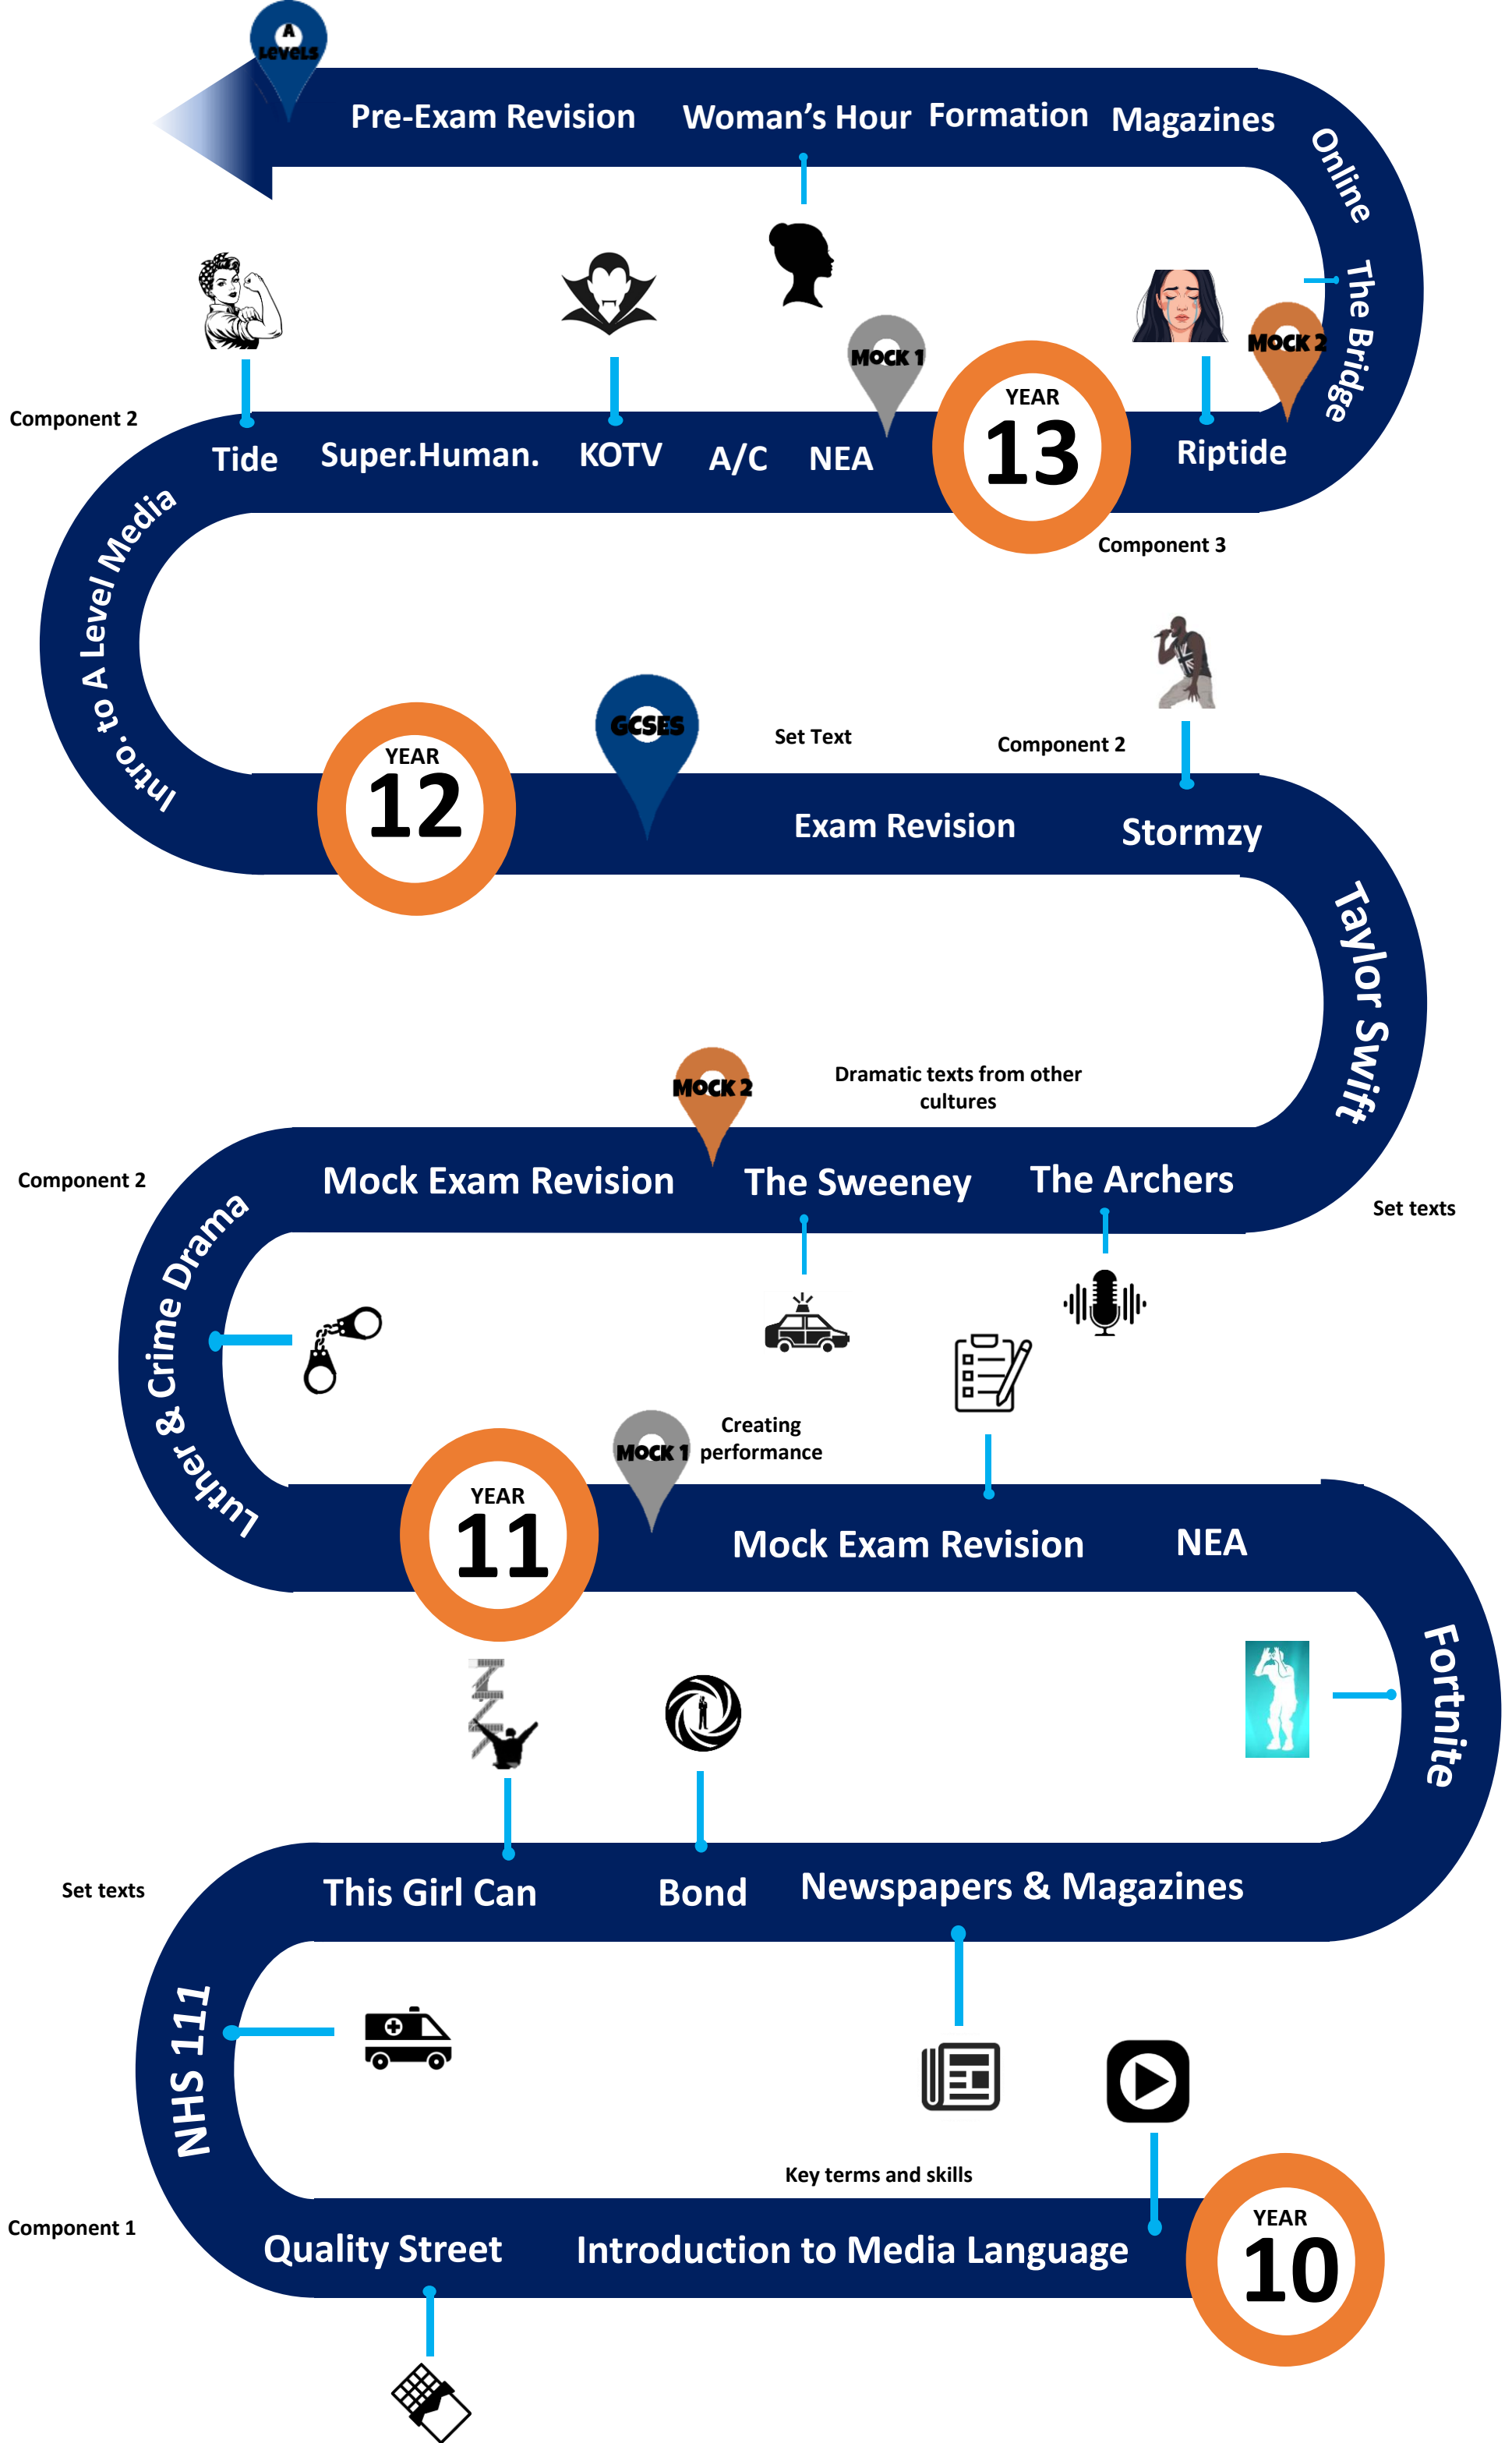 A
LEVELS
Pre-Exam Revision
Woman's Hour
Formation
Magazines
Online
The Bridge
MOCK 1
MOCK 2
Component 2
Tide
Super.Human.
KOTV
A/C
NEA
YEAR
13
Riptide
Component 3
Intro. to A Level Media
YEAR
12
GCSES
Set Text
Component 2
Exam Revision
Stormzy
Taylor Swift
MOCK 2
Dramatic texts from other
cultures
Component 2
Mock Exam Revision
The Sweeney
The Archers
Set texts
Luther & Crime Drama
YEAR
11
MOCK 1
Creating
performance
Mock Exam Revision
NEA
Fortnite
Set texts
This Girl Can
Bond
Newspapers & Magazines
NHS 111
Key terms and skills
Component 1
Quality Street
Introduction to Media Language
YEAR
10